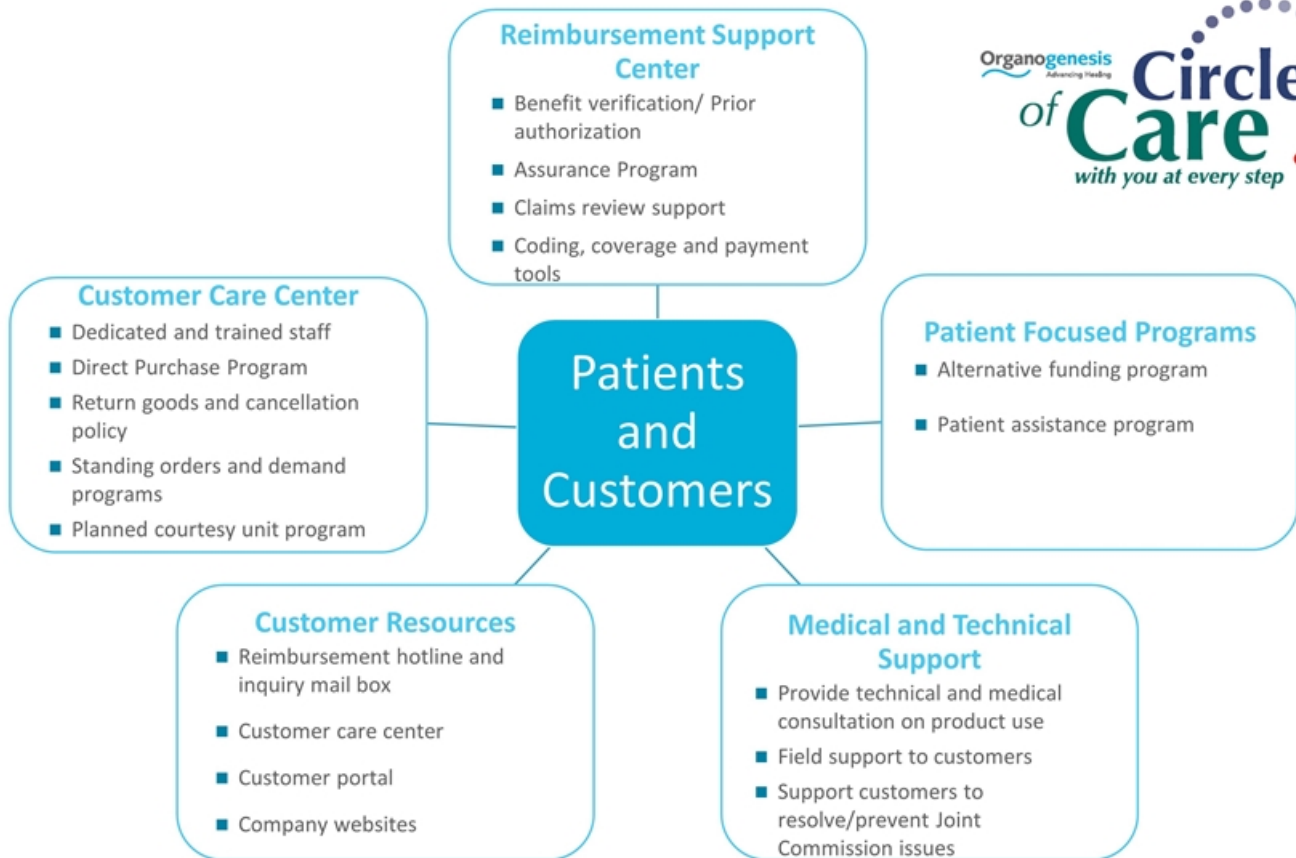 Reimbursement Support
Center
Benefit verification/ Prior
authorization
Assurance Program
Claims review support
Coding, coverage and payment
tools
Organogenesis
Advancing Healing
Circle
of Care
with you at every step
Customer Care Center
Dedicated and trained staff
Direct Purchase Program
Return goods and cancellation
policy
Standing orders and demand
programs
Planned courtesy unit program
Patients
and
Customers
Patient Focused Programs
Alternative funding program
Patient assistance program
Customer Resources
Reimbursement hotline and
inquiry mail box
Customer care center
Customer portal
Company websites
Medical and Technical
Support
Provide technical and medical
consultation on product use
Field support to customers
Support customers to
resolve/prevent Joint
Commission issues